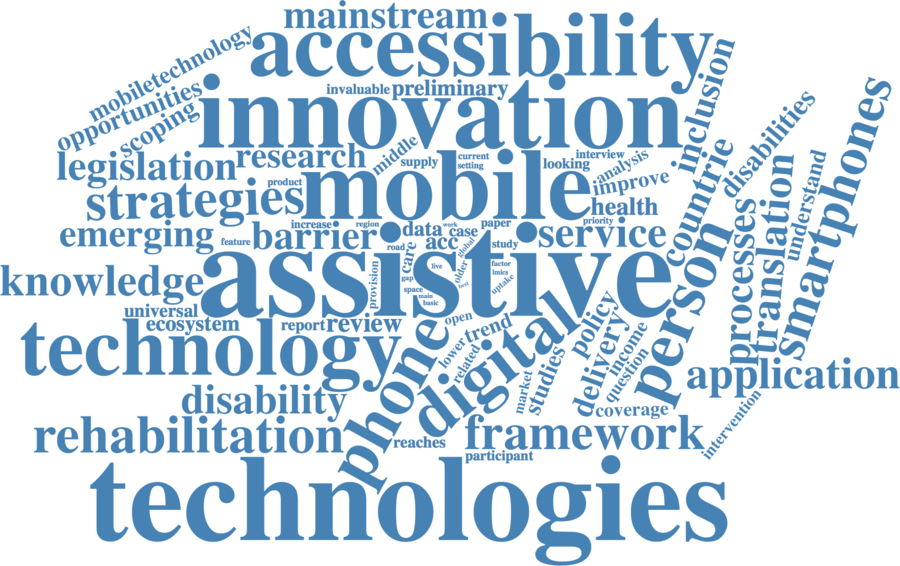 mainstream
accessibility
mobiletechnology
innovation
invaluable
preliminary
opportunities
scoping
inclusion
disabilities
smartphones
legislation
research
middle
supply
current
setting
looking
interview
analysis
improve
product
mobile
strategies
health
countrie
translation
understand
processes
emerging
feature
increase
region
barrier
data
work
case
paper
priority
service
acc
global
study
road
care
assistive
person
knowledge
provision
gap
live
older
factor
lmics
uptake
space
main
basic
best
universal
ecosystem
report
review
open
trend
policy
technology
phone
lower
related
digital
delivery
income
question
market
studies
application
disability
coverage
intervention
rehabilitation
reaches
framework
participant
technologies